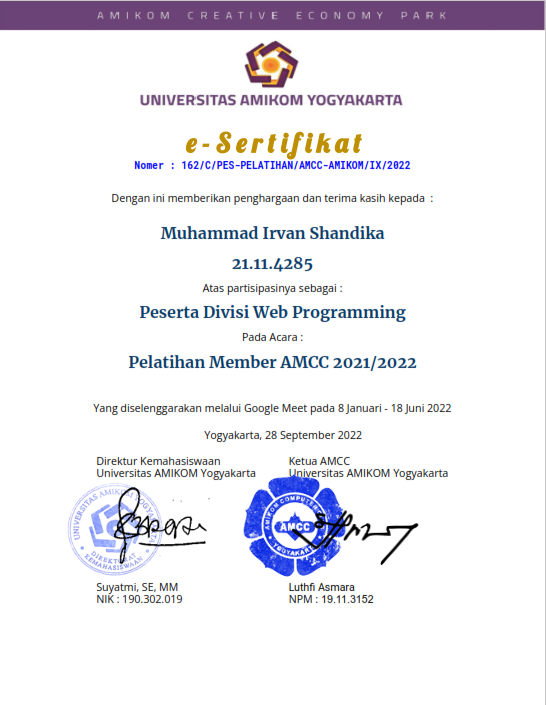 AMIKOM CREATIVE ECONOMY PARK
UNIVERSITAS AMIKOM YOGYAKARTA
e-Sertifikat
Nomer : 162/C/PES-PELATIHAN/AMCC-AMIKOM/IX/2022
Dengan ini memberikan penghargaan dan terima kasih kepada :
Muhammad Irvan Shandika
21.11.4285
Atas partisipasinya sebagai :
Peserta Divisi Web Programming
Pada Acara :
Pelatihan Member AMCC 2021/2022
Yang diselenggarakan melalui Google Meet pada 8 Januari - 18 Juni 2022
Yogyakarta, 28 September 2022
Direktur Kemahasiswaan
Universitas AMIKOM Yogyakarta
UNIVERSITAS AMIKOM YOGYAKARTA
DIREKTORAT
KEMAHASISWAAN
Suyatmi, SE, MM
NIK : 190.302.019
Ketua AMCC
Universitas AMIKOM Yogyakarta
AMIKOM COMPUTER
AMCC
YOGYAKARTA
Luthfi Asmara
NPM : 19.11.3152